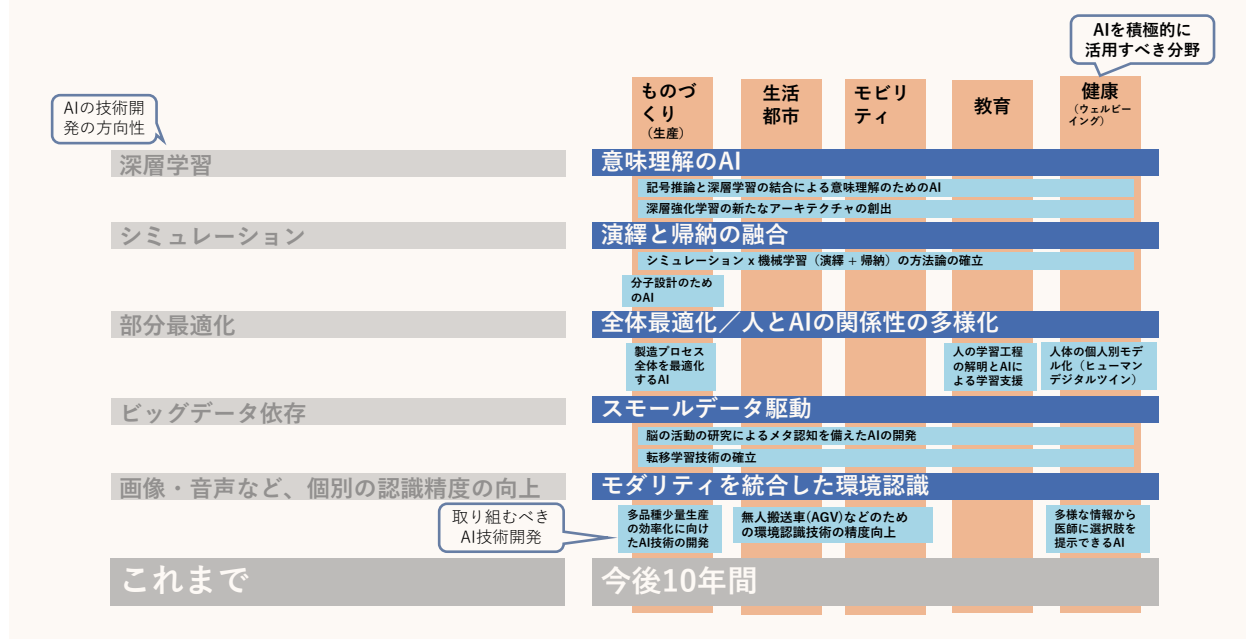 AIを積極的に
活用すべき分野
AIの技術開
発の方向性
ものづ
くり
（生産）
生活
都市
モビリ
ティ
教育
健康
（ウェルビー
イング）
深層学習
意味理解のAI
記号推論と深層学習の結合による意味理解のためのAI
深層強化学習の新たなアーキテクチャの創出
シミュレーション
演繹と帰納の融合
シミュレーション x 機械学習（演繹 + 帰納）の方法論の確立
分子設計のため
のAI
部分最適化
全体最適化／人とAIの関係性の多様化
製造プロセス
全体を最適化
するAI
人の学習工程
の解明とAIに
よる学習支援
人体の個人別モデ
ル化（ヒューマン
デジタルツイン）
ビッグデータ依存
スモールデータ駆動
脳の活動の研究によるメタ認知を備えたAIの開発
転移学習技術の確立
画像・音声など、個別の認識精度の向上
モダリティを統合した環境認識
取り組むべき
AI技術開発
多品種少量生産
の効率化に向け
たAI技術の開発
無人搬送車(AGV)などのため
の環境認識技術の精度向上
多様な情報から
医師に選択肢を
提示できるAI
これまで
今後10年間